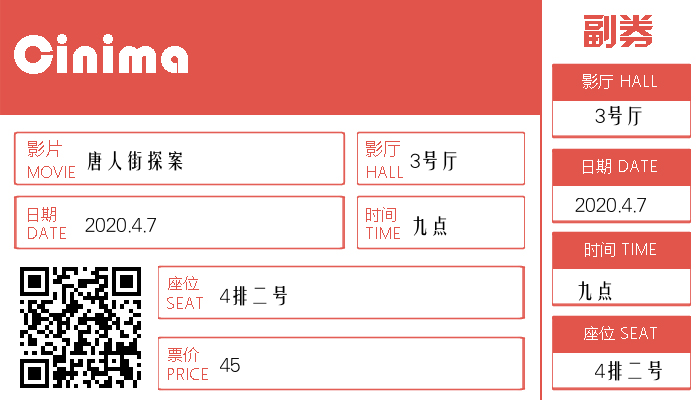 Cinima
影片 MOVIE 唐人街探案
影厅 HALL 3号厅
日期 DATE 2020.4.7
时间 TIME 九点
座位 SEAT 4排二号
票价 PRICE 45
副券
影厅 HALL
3号厅
日期 DATE
2020.4.7
时间 TIME
九点
座位 SEAT
4排二号